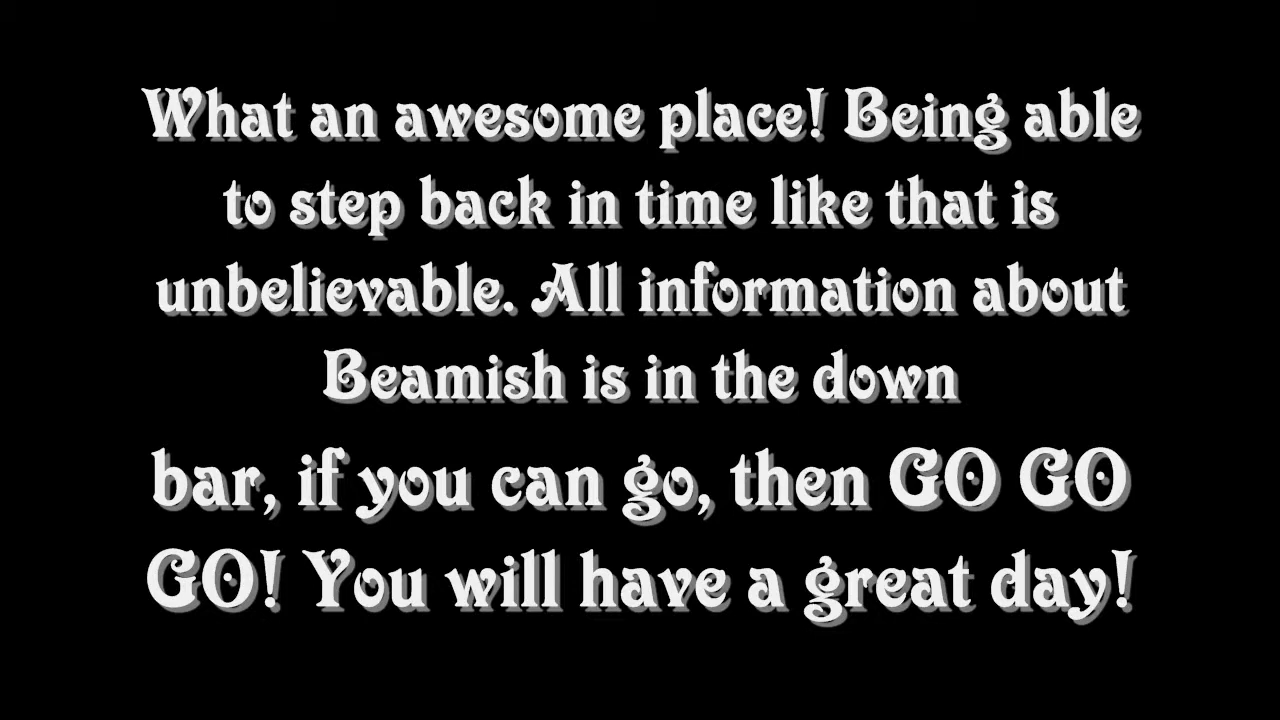 What an awesome place! Being able
to step back in time like that is
unbelievable. All information about
Beamish is in the down
bar, if you can go, then GO GO
GO! You will have a great day!